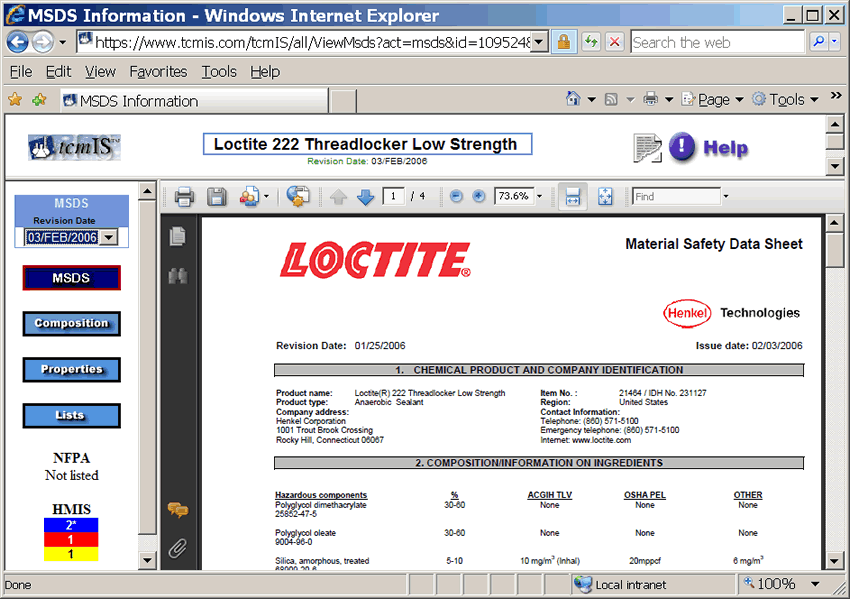 MSDS Information - Windows Internet Explorer
https://www.tcmis.com/tcmIS/all/ViewMsds?act=msds&id=1095248
Search the web
File Edit View Favorites Tools Help
MSDS Information
Page Tools »
tcmIS™
Loctite 222 Threadlocker Low Strength
Revision Date: 03/FEB/2006
Help
MSDS
Revision Date
03/FEB/2006
MSDS
Composition
Properties
Lists
NFPA
Not listed
HMIS
2*
1
1
1 / 4 73.6% Find
LOCTITE®
Material Safety Data Sheet
Henkel Technologies
Revision Date: 01/25/2006 Issue date: 02/03/2006
1. CHEMICAL PRODUCT AND COMPANY IDENTIFICATION
Product name: Loctite(R) 222 Threadlocker Low Strength Item No. : 21464 / IDH No. 231127
Product type: Anaerobic Sealant Region: United States
Company address: Contact Information:
Henkel Corporation Telephone: (860) 571-5100
1001 Trout Brook Crossing Emergency telephone: (860) 571-5100
Rocky Hill, Connecticut 06067 Internet: www.loctite.com
2. COMPOSITION/INFORMATION ON INGREDIENTS
Hazardous components % ACGIH TLV OSHA PEL OTHER
Polyglycol dimethacrylate 30-60 None None None
25852-47-5
Polyglycol oleate 30-60 None None None
9004-96-0
Silica, amorphous, treated 5-10 10 mg/m³ (Inhal) 20mppcf 6 mg/m³
Done Local intranet 100%